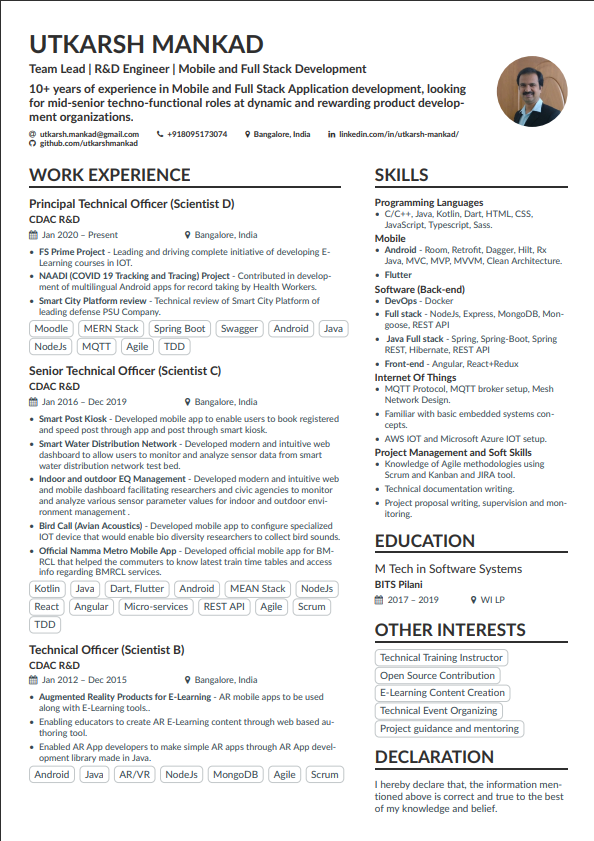 UTKARSH MANKAD
Team Lead | R&D Engineer | Mobile and Full Stack Development
10+ years of experience in Mobile and Full Stack Application development, looking
for mid-senior techno-functional roles at dynamic and rewarding product develop-
ment organizations.
utkarsh.mankad@gmail.com +918095173074 Bangalore, India linkedin.com/in/utkarsh-mankad/
github.com/utkarshmankad
WORK EXPERIENCE
Principal Technical Officer (Scientist D)
CDAC R&D
Jan 2020 – Present Bangalore, India
• FS Prime Project - Leading and driving complete initiative of developing E-
Learning courses in IOT.
• NAADI (COVID 19 Tracking and Tracing) Project - Contributed in develop-
ment of multilingual Android apps for record taking by Health Workers.
• Smart City Platform review - Technical review of Smart City Platform of
leading defense PSU Company.
Moodle MERN Stack Spring Boot Swagger Android Java
NodeJs MQTT Agile TDD
Senior Technical Officer (Scientist C)
CDAC R&D
Jan 2016 – Dec 2019 Bangalore, India
• Smart Post Kiosk - Developed mobile app to enable users to book registered
and speed post through app and post through smart kiosk.
• Smart Water Distribution Network - Developed modern and intuitive web
dashboard to allow users to monitor and analyze sensor data from smart
water distribution network test bed.
• Indoor and outdoor EQ Management - Developed modern and intuitive web
and mobile dashboard facilitating researchers and civic agencies to monitor
and analyze various sensor parameter values for indoor and outdoor envi-
ronment management .
• Bird Call (Avian Acoustics) - Developed mobile app to configure specialized
IOT device that would enable bio diversity researchers to collect bird sounds.
• Official Namma Metro Mobile App - Developed official mobile app for BM-
RCL that helped the commuters to know latest train time tables and access
info regarding BMRCL services.
Kotlin Java Dart, Flutter Android MEAN Stack NodeJs
React Angular Micro-services REST API Agile Scrum
TDD
Technical Officer (Scientist B)
CDAC R&D
Jan 2012 – Dec 2015 Bangalore, India
• Augmented Reality Products for E-Learning - AR mobile apps to be used
along with E-Learning tools..
• Enabling educators to create AR E-Learning content through web based au-
thoring tool.
• Enabled AR App developers to make simple AR apps through AR App devel-
opment library made in Java.
Android Java AR/VR NodeJs MongoDB Agile Scrum
SKILLS
Programming Languages
• C/C++, Java, Kotlin, Dart, HTML, CSS,
JavaScript, Typescript, Sass.
Mobile
• Android - Room, Retrofit, Dagger, Hilt, Rx
Java, MVC, MVP, MVVM, Clean Architecture.
• Flutter
Software (Back-end)
• DevOps - Docker
• Full stack - NodeJs, Express, MongoDB, Mon-
goose, REST API
• Java Full stack - Spring, Spring-Boot, Spring
REST, Hibernate, REST API
• Front-end - Angular, React+Redux
Internet Of Things
• MQTT Protocol, MQTT broker setup, Mesh
Network Design.
• Familiar with basic embedded systems con-
cepts.
• AWS IOT and Microsoft Azure IOT setup.
Project Management and Soft Skills
• Knowledge of Agile methodologies using
Scrum and Kanban and JIRA tool.
• Technical documentation writing.
• Project proposal writing, supervision and mon-
itoring.
EDUCATION
M Tech in Software Systems
BITS Pilani
2017 – 2019 WI LP
OTHER INTERESTS
Technical Training Instructor
Open Source Contribution
E-Learning Content Creation
Technical Event Organizing
Project guidance and mentoring
DECLARATION
I hereby declare that, the information men-
tioned above is correct and true to the best
of my knowledge and belief.